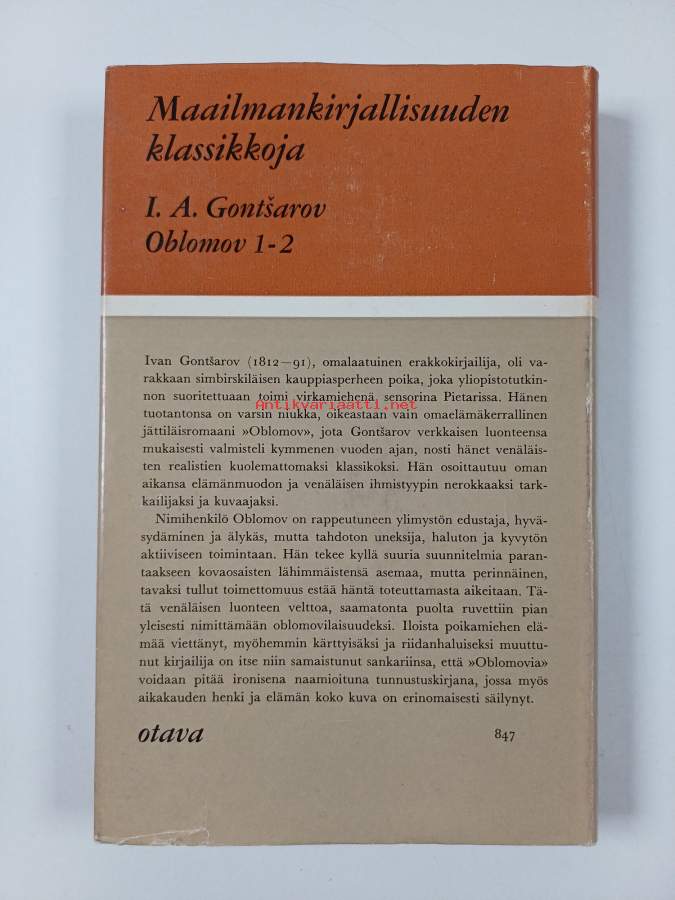 Maailmankirjallisuuden
klassikkoja
I. A. Gontšarov
Oblomov 1-2
Ivan Gontšarov (1812—91), omalaatuinen erakkokirjailija, oli va-
rakkaan simbirskiläisen kauppiasperheen poika, joka yliopistotutkin-
non suoritettuaan toimi virkamiehenä, sensorina Pietarissa. Hänen
Antikvariaatti.net
tuotantonsa on varsin niukka, oikeastaan vain omaelämäkerrallinen
jättiläisromaani »Oblomov», jota Gontšarov verkkaisen luonteensa
mukaisesti valmisteli kymmenen vuoden ajan, nosti hänet venäläis-
ten realistien kuolemattomaksi klassikoksi. Hän osoittautui oman
aikansa elämänmuodon ja venäläisen ihmistyypin nerokkaaksi tark-
kailijaksi ja kuvaajaksi.
Nimihenkilö Oblomov on rappeutuneen ylimystön edustaja, hyvä-
sydäminen ja älykäs, mutta tahdoton uneksija, haluton ja kyvytön
aktiiviseen toimintaan. Hän tekee kyllä suuria suunnitelmia paran-
taakseen kovaosaisten lähimmäistensä asemaa, mutta perinnäinen,
tavaksi tullut toimettomuus estää häntä toteuttamasta aikeitaan. Tä-
tä venäläisen luonteen velttoa, saamatonta puolta ruvettiin pian
yleisesti nimittämään oblomovilaisuudeksi. Iloista poikamiehen elä-
mää viettänyt, myöhemmin kärttyisäksi ja riidanhaluiseksi muuttu-
nut kirjailija on itse niin samaistunut sankariinsa, että »Oblomovia»
voidaan pitää ironisena naamioituna tunnustuskirjana, jossa myös
aikakauden henki ja elämän koko kuva on erinomaisesti säilynyt.
otava
847